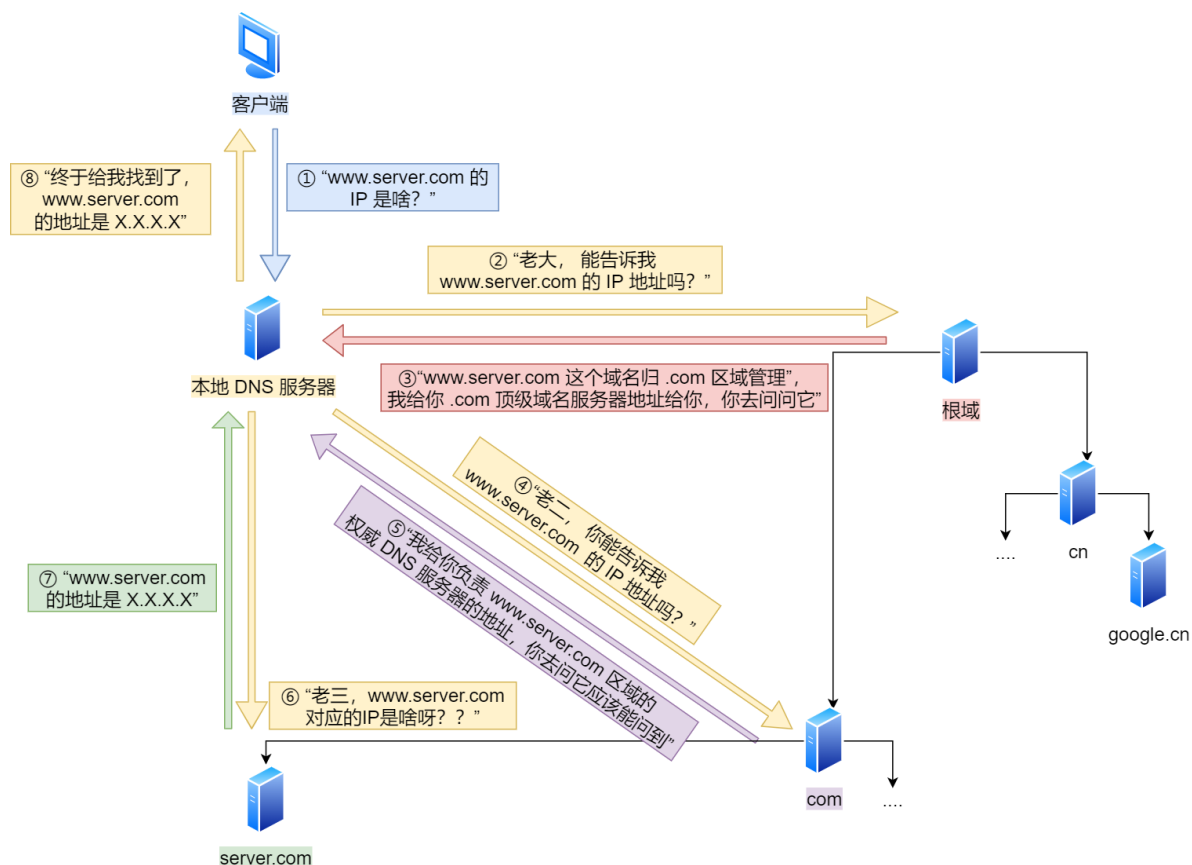 客户端
⑧ “终于给我找到了，
www.server.com
的地址是 X.X.X.X”
① “www.server.com 的
IP 是啥？”
② “老大， 能告诉我
www.server.com 的 IP 地址吗？”
本地 DNS 服务器
③“www.server.com 这个域名归 .com 区域管理”，
我给你 .com 顶级域名服务器地址给你，你去问问它”
根域
④“老二，你能告诉我
www.server.com 的 IP 地址吗？”
⑤“我给你负责 www.server.com 区域的
权威 DNS 服务器的地址，你去问它应该能问到”
....
cn
google.cn
⑦ “www.server.com
的地址是 X.X.X.X”
⑥ “老三，www.server.com
对应的IP是啥呀？？”
com
....
server.com